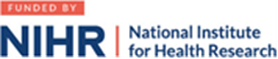 FUNDED BY
NIHR | National Institute
for Health Research